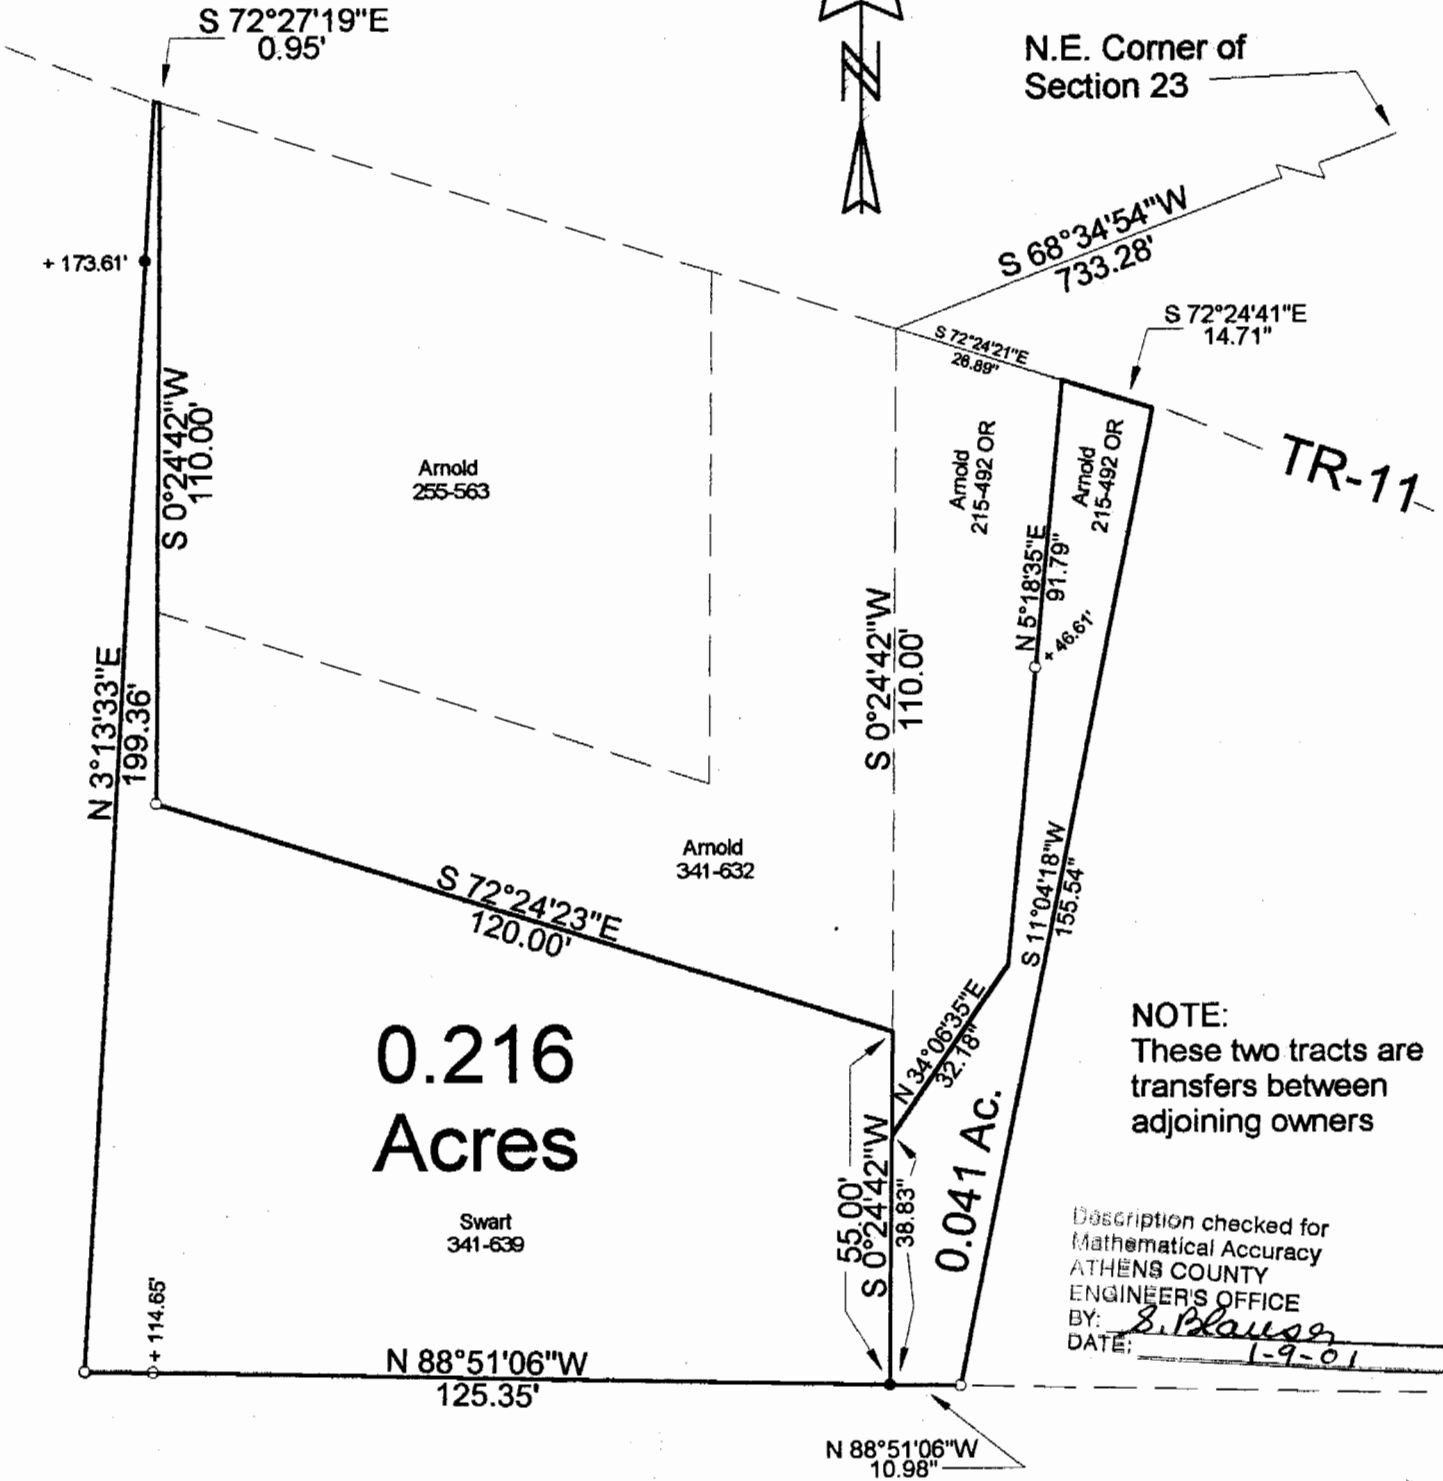 S 72°27'19"E
0.95'
N
N.E. Corner of
Section 23
+ 173.61'
S 68°34'54"W
733.28'
S 72°24'41"E
14.71"
S 72°24'21"E
26.89"
TR-11
S 0°24'42"W
110.00'
Arnold
255-563
Arnold
215-492 OR
Arnold
215-492 OR
N 5°18'35"E
91.79"
+ 46.61'
S 0°24'42"W
110.00'
N 3°13'33"E
199.36'
Arnold
341-632
S 72°24'23"E
120.00'
S 11°04'18"W
155.54"
N 34°06'35"E
32.18"
0.216
Acres
NOTE:
These two tracts are
transfers between
adjoining owners
Swart
341-639
55.00'
S 0°24'42"W
38.83"
0.041 Ac.
Description checked for
Mathematical Accuracy
ATHENS COUNTY
ENGINEER'S OFFICE
BY: S. Blauser
DATE: 1-9-01
+ 114.65'
N 88°51'06"W
125.35'
N 88°51'06"W
10.98"